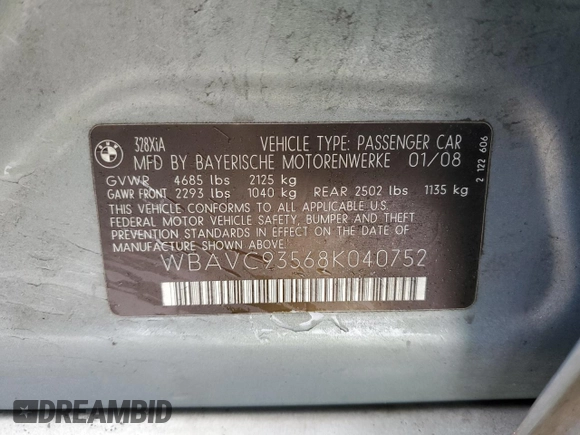 BMW
328XiA
VEHICLE TYPE: PASSENGER CAR
MFD BY BAYERISCHE MOTORENWERKE 01/08
GVWR 4685 lbs 2125 kg
GAWR FRONT 2293 lbs 1040 kg REAR 2502 lbs 1135 kg
THIS VEHICLE CONFORMS TO ALL APPLICABLE U.S.
FEDERAL MOTOR VEHICLE SAFETY, BUMPER AND THEFT
PREVENTION STANDARDS IN EFFECT ON THE DATE OF
MANUFACTURE SHOWN ABOVE.
WBAVC93568K040752
2 122 606
DREAMBID